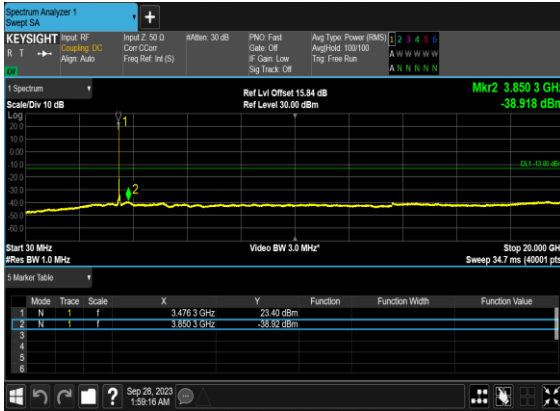 Spectrum Analyzer 1
Swept SA
+
KEYSIGHT
R T
Input: RF
Coupling: DC
Align: Auto
Input Z: 50 Ω
Corr CCorr
Freq Ref: Int (S)
#Atten: 30 dB
PNO: Fast
Gate: Off
IF Gain: Low
Sig Track: Off
Avg Type: Power (RMS)
Avg|Hold: 100/100
Trig: Free Run
1 2 3 4 5 6
A W W W W W
A N N N N N
1 Spectrum
Scale/Div 10 dB
Ref Lvl Offset 15.84 dB
Ref Level 30.00 dBm
Mkr2 3.850 3 GHz
-38.918 dBm
Log
20.0
10.0
0.00
-10.0
-20.0
-30.0
-40.0
-50.0
-60.0
1
2
DL1 -13.00 dBm
Start 30 MHz
#Res BW 1.0 MHz
Video BW 3.0 MHz*
Stop 20.000 GH
Sweep 34.7 ms (40001 pts
5 Marker Table
Mode Trace Scale X Y Function Function Width Function Value
1 N 1 f 3.476 3 GHz 23.40 dBm
2 N 1 f 3.850 3 GHz -38.92 dBm
3
4
5
6
?
Sep 28, 2023
1:59:16 AM